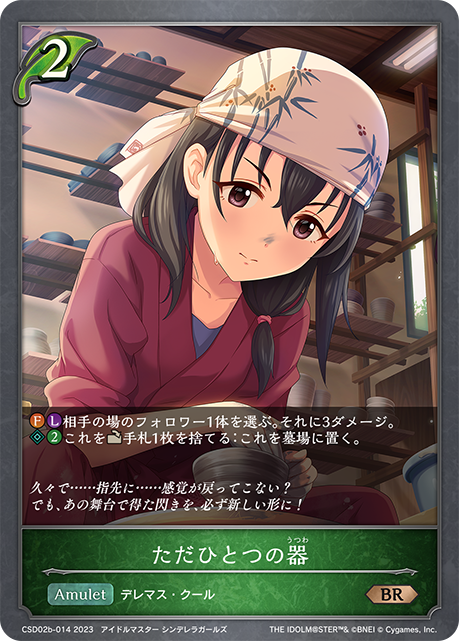 2
F L 相手の場のフォロワー1体を選ぶ。それに3ダメージ。
2 これを 手札1枚を捨てる：これを墓場に置く。
久々で……指先に……感覚が戻ってこない？
でも、あの舞台で得た閃きを、必ず新しい形に！
うつわ
ただひとつの器
Amulet デレマス・クール BR
CSD02b-014 2023 アイドルマスター シンデレラガールズ THE IDOLM@STER™& ©BNEI © Cygames, Inc.